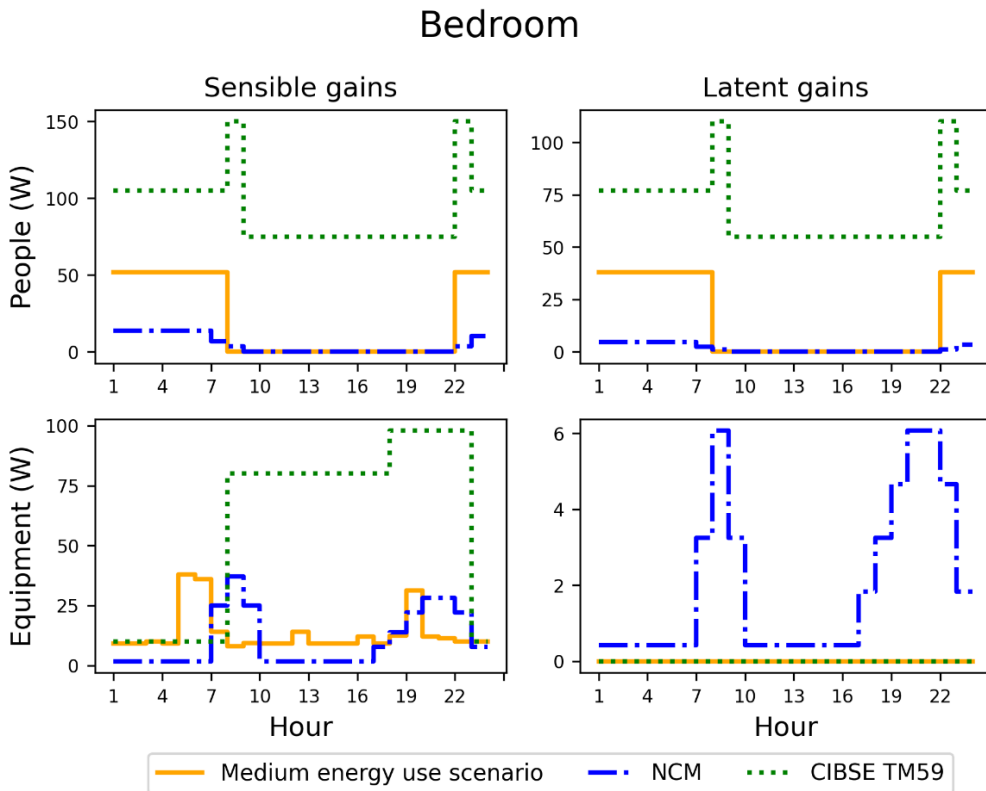 Bedroom
Sensible gains
Latent gains
People (W)
150
100
50
0
1 4 7 10 13 16 19 22
100
75
50
25
0
1 4 7 10 13 16 19 22
Equipment (W)
100
75
50
25
0
1 4 7 10 13 16 19 22
Hour
6
4
2
0
1 4 7 10 13 16 19 22
Hour
Medium energy use scenario NCM CIBSE TM59